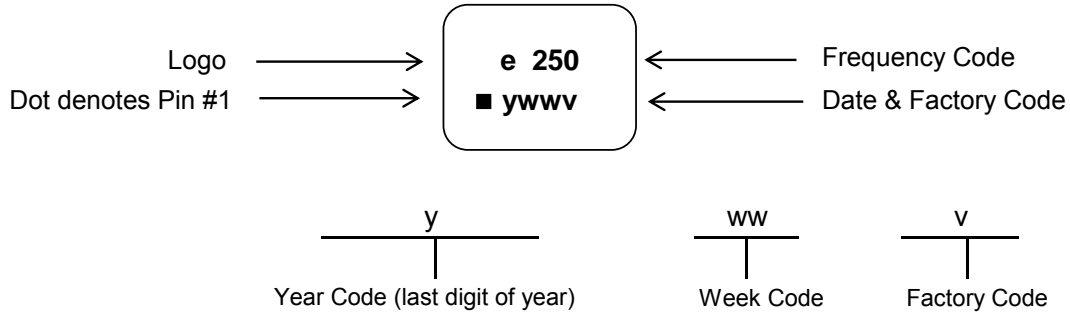 Logo e 250 Frequency Code
Dot denotes Pin #1 ■ ywwv Date & Factory Code
y ww v
Year Code (last digit of year) Week Code Factory Code